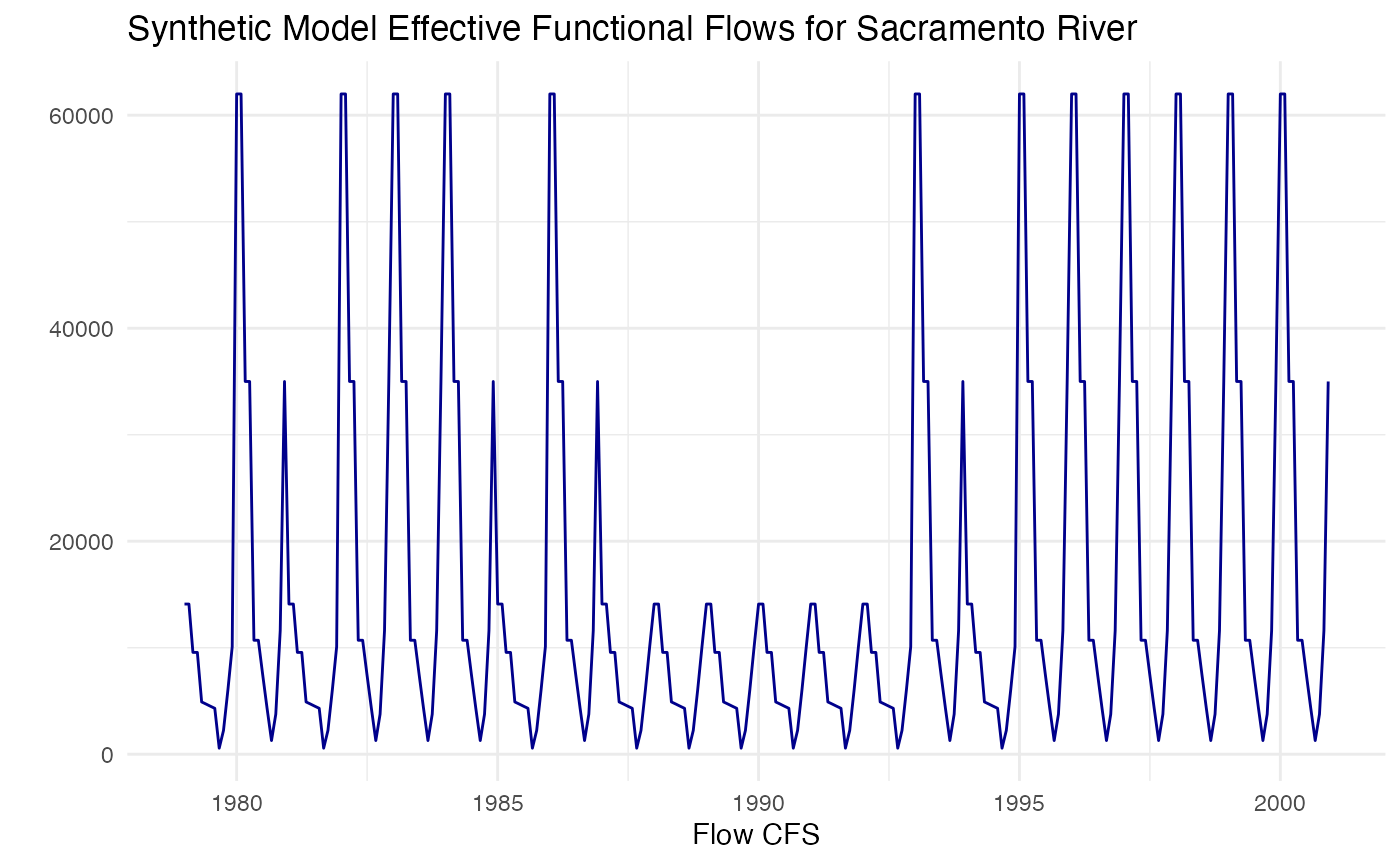 Synthetic Model Effective Functional Flows for Sacramento River
60000
40000
20000
0
1980 1985 1990 1995 2000
Flow CFS